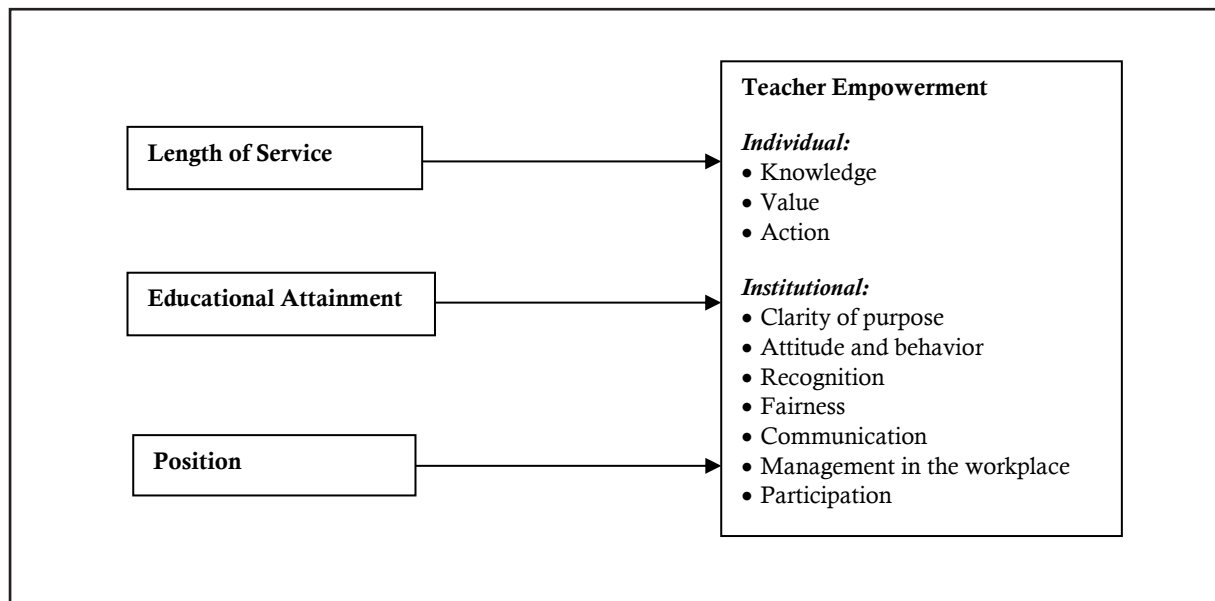 Length of Service
Educational Attainment
Position
Teacher Empowerment
Individual:
• Knowledge
• Value
• Action
Institutional:
• Clarity of purpose
• Attitude and behavior
• Recognition
• Fairness
• Communication
• Management in the workplace
• Participation